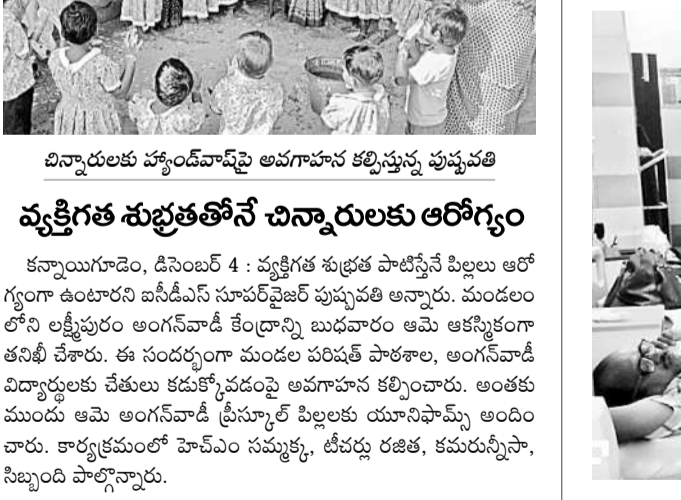 చిన్నారులకు హ్యాండ్‌వాష్‌పై అవగాహన కల్పిస్తున్న పుష్పవతి
వ్యక్తిగత శుభ్రతతోనే చిన్నారులకు ఆరోగ్యం
కన్నాయిగూడెం, డిసెంబర్ 4 : వ్యక్తిగత శుభ్రత పాటిస్తేనే పిల్లలు ఆరో
గ్యంగా ఉంటారని ఐసీడీఎస్ సూపర్‌వైజర్ పుష్పవతి అన్నారు. మండలం
లోని లక్ష్మీపురం అంగన్‌వాడీ కేంద్రాన్ని బుధవారం ఆమె ఆకస్మికంగా
తనిఖీ చేశారు. ఈ సందర్భంగా మండల పరిషత్ పాఠశాల, అంగన్‌వాడీ
విద్యార్థులకు చేతులు కడుక్కోవడంపై అవగాహన కల్పించారు. అంతకు
ముందు ఆమె అంగన్‌వాడీ ప్రీస్కూల్ పిల్లలకు యూనిఫామ్స్ అందిం
చారు. కార్యక్రమంలో హెచ్ఎం సమ్మక్క, టీచర్లు రజిత, కమరున్నీసా,
సిబ్బంది పాల్గొన్నారు.